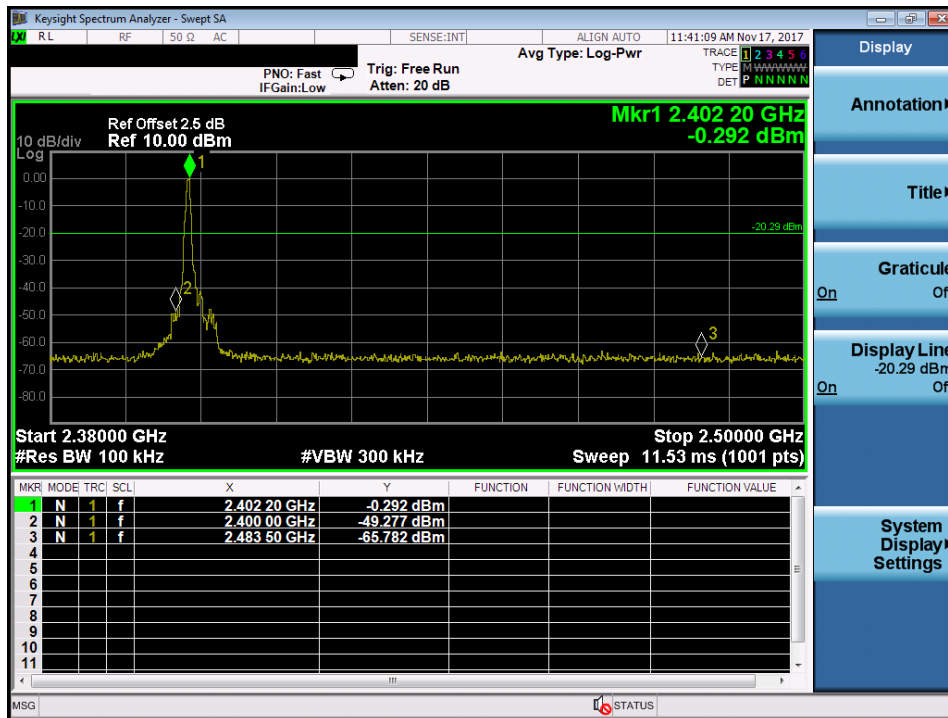 Keysight Spectrum Analyzer - Swept SA
LXI RL RF 50 Ω AC SENSE:INT ALIGN AUTO 11:41:09 AM Nov 17, 2017
PNO: Fast
IFGain:Low
Trig: Free Run
Atten: 20 dB
Avg Type: Log-Pwr
TRACE 1 2 3 4 5 6
TYPE M W W W W W
DET P N N N N N
10 dB/div
Log
Ref Offset 2.5 dB
Ref 10.00 dBm
Mkr1 2.402 20 GHz
-0.292 dBm
1
0.00
-10.0
-20.0
-20.29 dBm
-30.0
-40.0
2
-50.0
-60.0
3
-70.0
-80.0
Start 2.38000 GHz
Stop 2.50000 GHz
#Res BW 100 kHz
#VBW 300 kHz
Sweep 11.53 ms (1001 pts)
MKR MODE TRC SCL X Y FUNCTION FUNCTION WIDTH FUNCTION VALUE
1 N 1 f 2.402 20 GHz -0.292 dBm
2 N 1 f 2.400 00 GHz -49.277 dBm
3 N 1 f 2.483 50 GHz -65.782 dBm
4
5
6
7
8
9
10
11
MSG
STATUS
Display
Annotation
Title
Graticule
On Of
Display Line
-20.29 dBm
On Of
System
Display
Settings